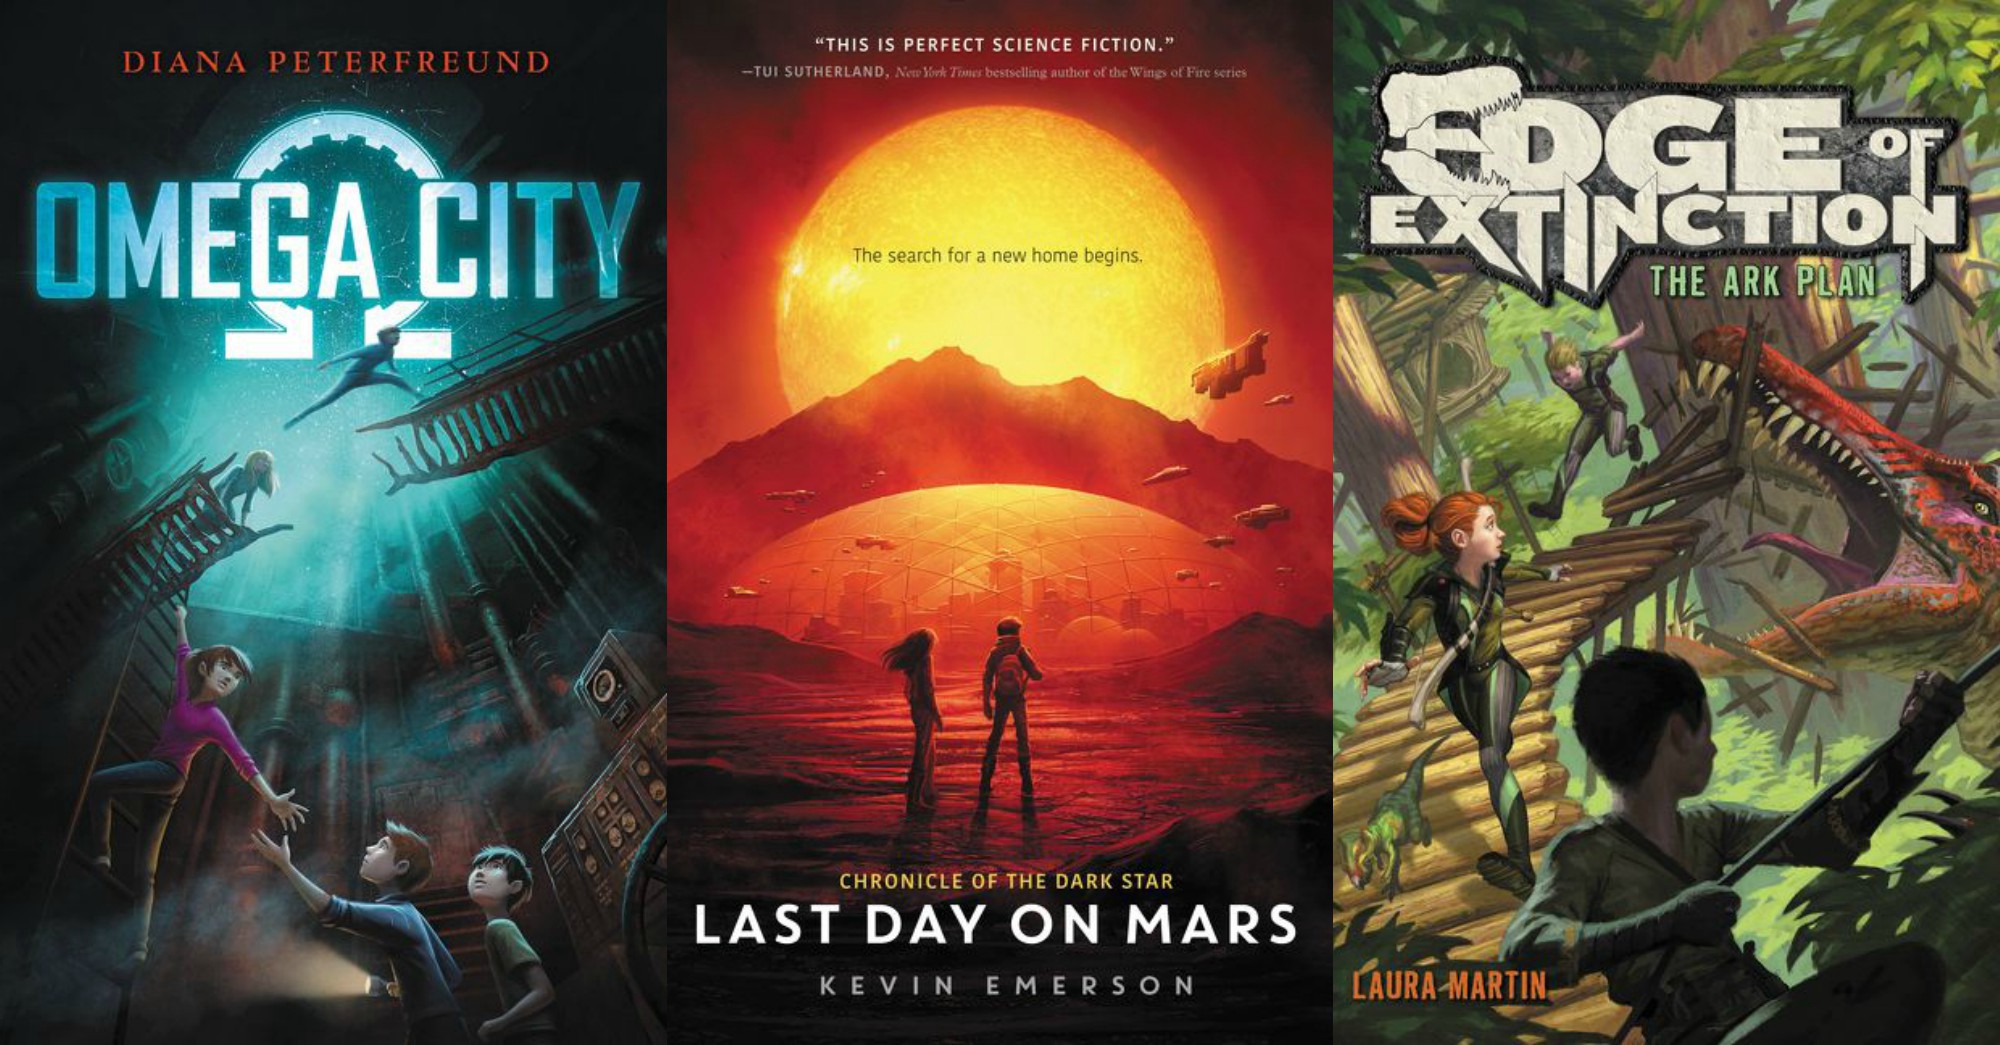 DIANA PETERFREUND
OMEGA CITY
“THIS IS PERFECT SCIENCE FICTION.”
—TUI SUTHERLAND, New York Times bestselling author of the Wings of Fire series
The search for a new home begins.
CHRONICLE OF THE DARK STAR
LAST DAY ON MARS
KEVIN EMERSON
EDGE OF
EXTINCTION
THE ARK PLAN
LAURA MARTIN